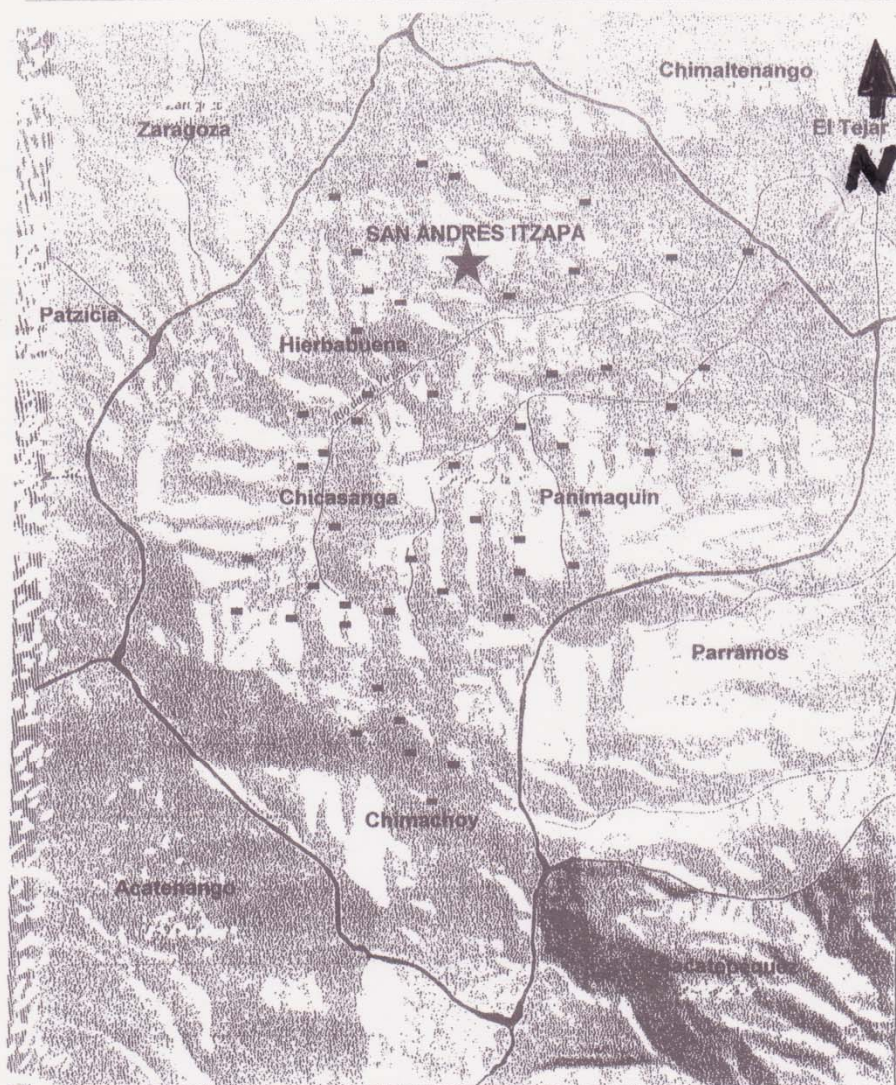 Chimaltenango
Zaragoza
El Tejar
N
SAN ANDRES ITZAPA
Patzicia
Hierbabuena
Chicasanga
Panimaquin
Parramos
Chimachoy
Acatenango